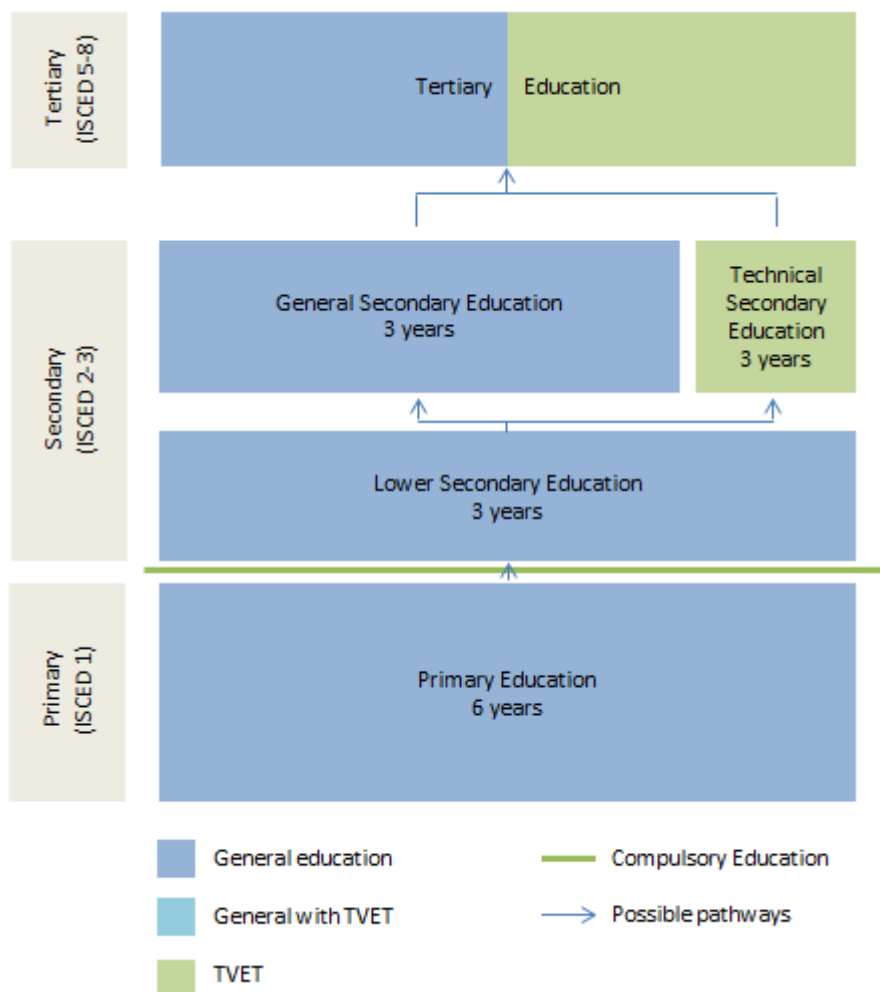 Tertiary
(ISCED 5-8)
Tertiary Education
Secondary
(ISCED 2-3)
General Secondary Education
3 years
Technical
Secondary
Education
3 years
Lower Secondary Education
3 years
Primary
(ISCED 1)
Primary Education
6 years
General education
Compulsory Education
General with TVET
Possible pathways
TVET